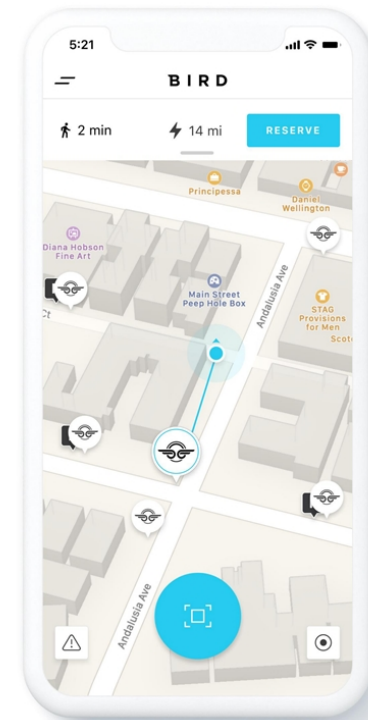 5:21
BIRD
2 min
14 mi
RESERVE
Principessa
Daniel
Wellington
Diana Hobson
Fine Art
Main Street
Peep Hole Box
Andalusia Ave
STAG
Provisions
for Men
Scot
Ct
Andalusia Ave